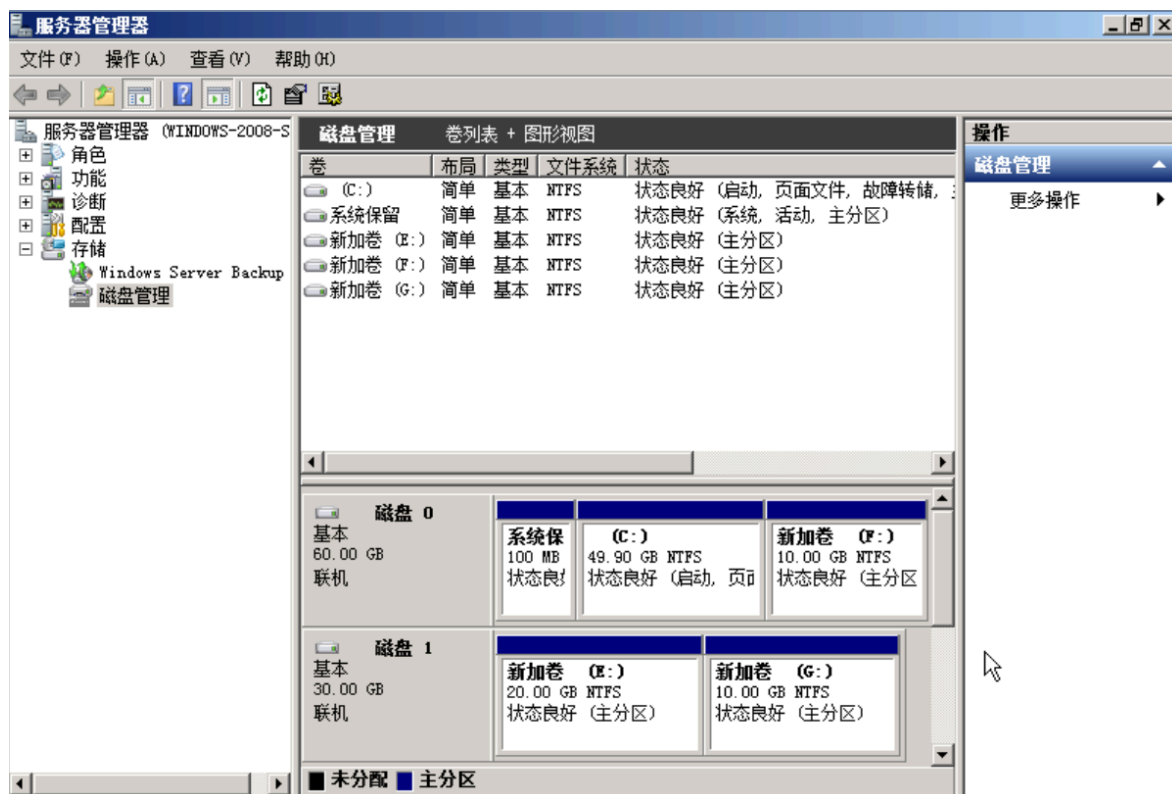 服务器管理器
文件(F) 操作(A) 查看(V) 帮助(H)
服务器管理器 (WINDOWS-2008-S
角色
功能
诊断
配置
存储
Windows Server Backup
磁盘管理
磁盘管理 卷列表 + 图形视图
卷 布局 类型 文件系统 状态
(C:) 简单 基本 NTFS 状态良好 (启动, 页面文件, 故障转储,
系统保留 简单 基本 NTFS 状态良好 (系统, 活动, 主分区)
新加卷 (E:) 简单 基本 NTFS 状态良好 (主分区)
新加卷 (F:) 简单 基本 NTFS 状态良好 (主分区)
新加卷 (G:) 简单 基本 NTFS 状态良好 (主分区)
磁盘 0
基本
60.00 GB
联机
系统保
100 MB
状态良
(C:)
49.90 GB NTFS
状态良好 (启动, 页面
新加卷 (F:)
10.00 GB NTFS
状态良好 (主分区
磁盘 1
基本
30.00 GB
联机
新加卷 (E:)
20.00 GB NTFS
状态良好 (主分区)
新加卷 (G:)
10.00 GB NTFS
状态良好 (主分区)
未分配 主分区
操作
磁盘管理
更多操作